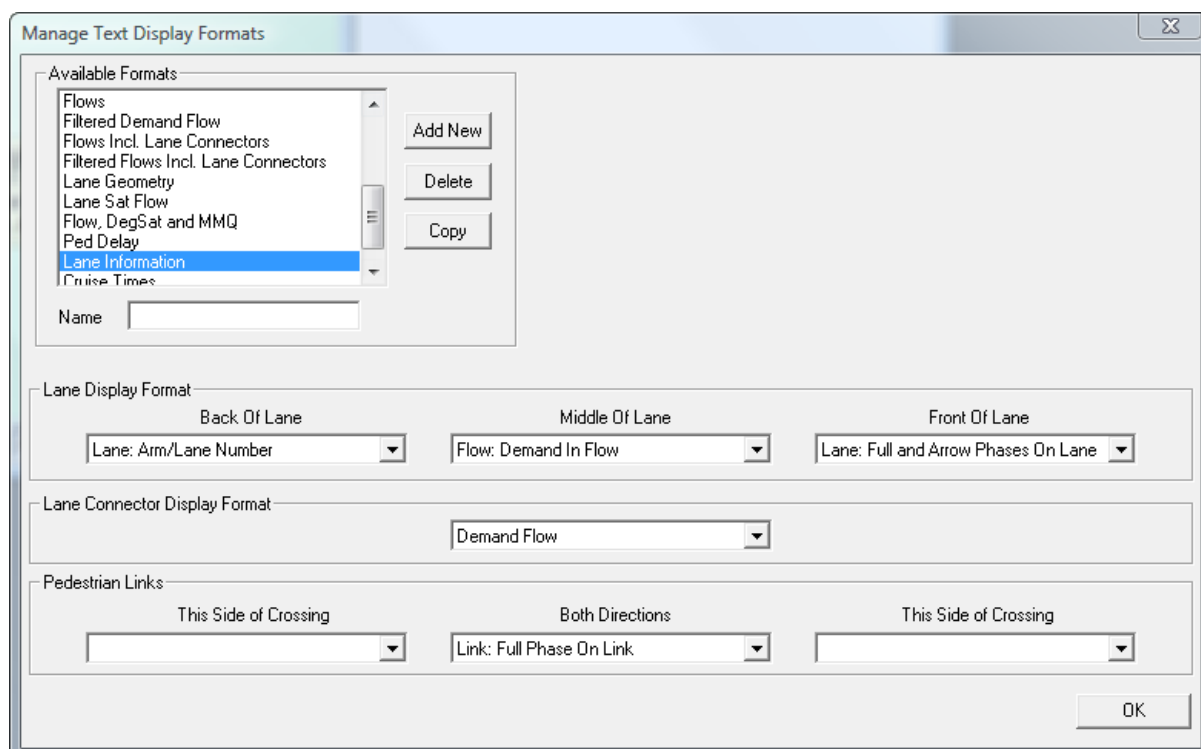 Manage Text Display Formats
Available Formats
Flows
Filtered Demand Flow
Flows Incl. Lane Connectors
Filtered Flows Incl. Lane Connectors
Lane Geometry
Lane Sat Flow
Flow, DegSat and MMQ
Ped Delay
Lane Information
Cruise Times
Add New
Delete
Copy
Name
Lane Display Format
Back Of Lane Middle Of Lane Front Of Lane
Lane: Arm/Lane Number Flow: Demand In Flow Lane: Full and Arrow Phases On Lane
Lane Connector Display Format
Demand Flow
Pedestrian Links
This Side of Crossing Both Directions This Side of Crossing
Link: Full Phase On Link
OK